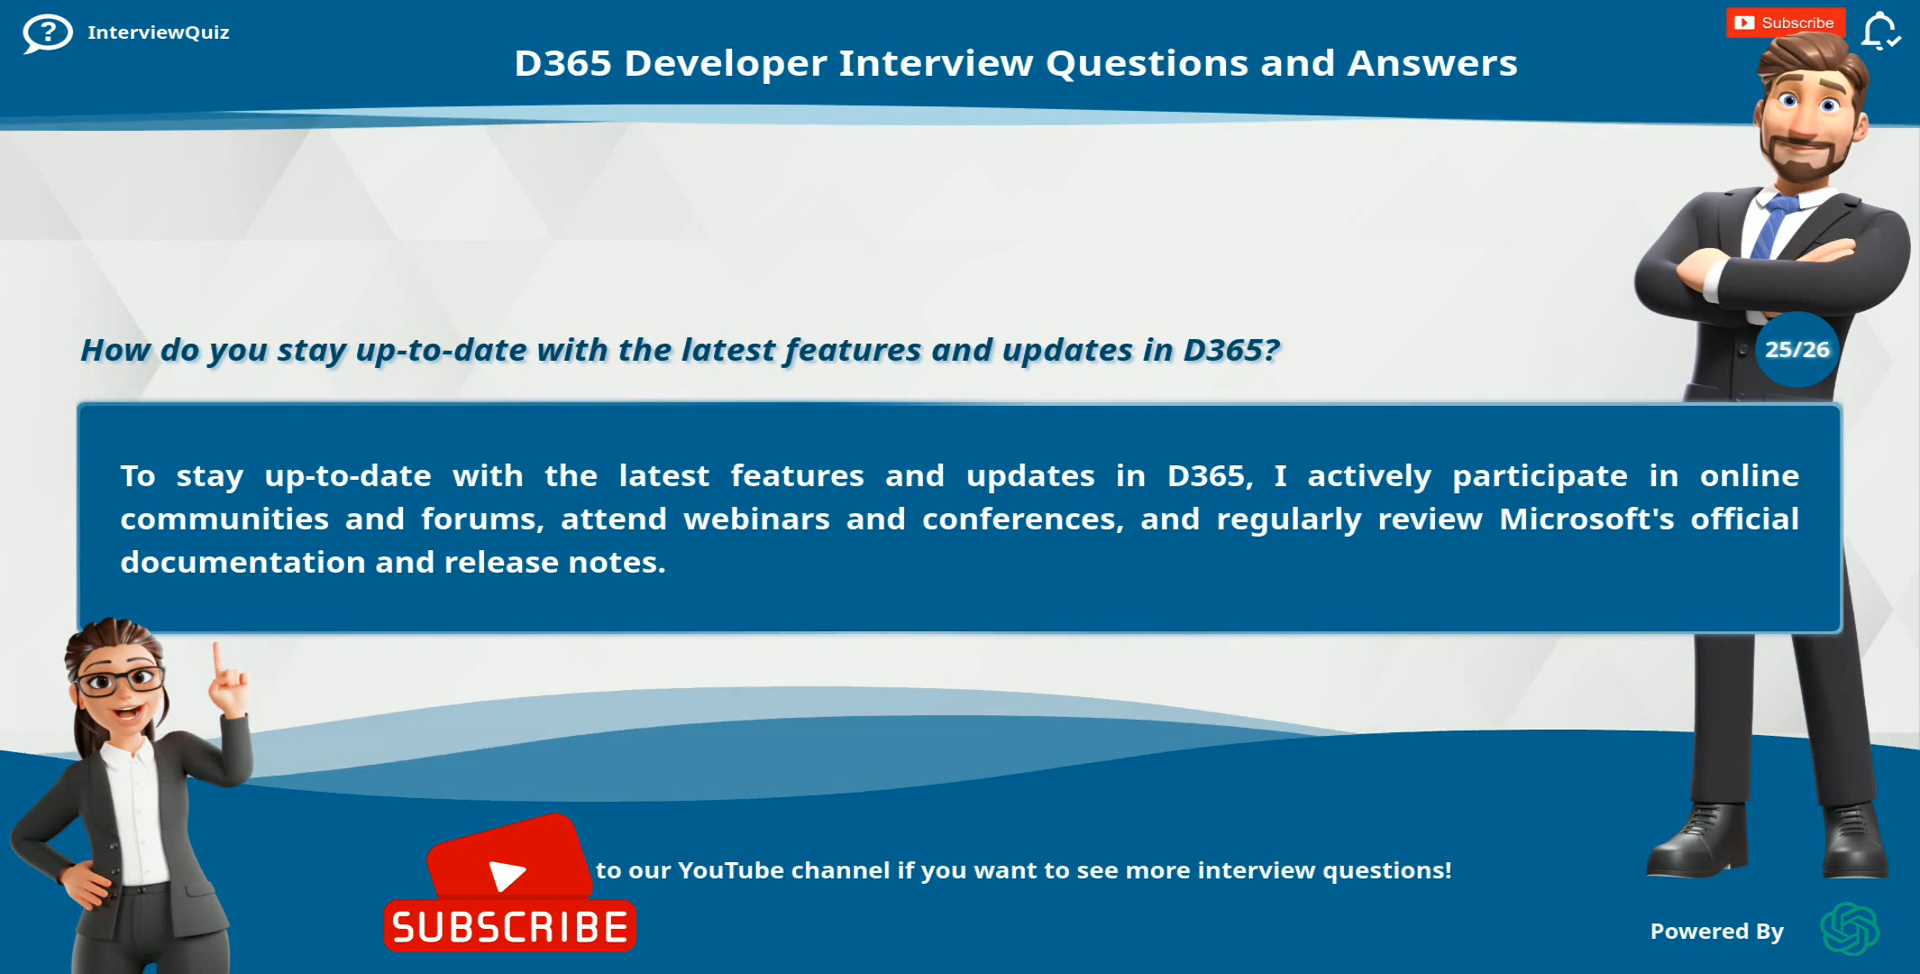 InterviewQuiz
Subscribe
D365 Developer Interview Questions and Answers
How do you stay up-to-date with the latest features and updates in D365?
25/26
To stay up-to-date with the latest features and updates in D365, I actively participate in online
communities and forums, attend webinars and conferences, and regularly review Microsoft's official
documentation and release notes.
to our YouTube channel if you want to see more interview questions!
SUBSCRIBE
Powered By